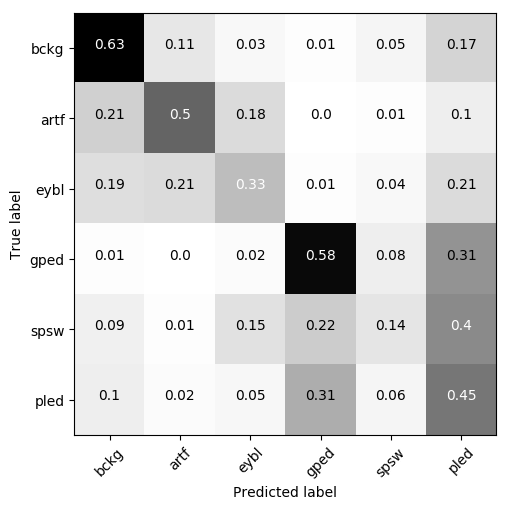 True label
bckg 0.63 0.11 0.03 0.01 0.05 0.17
artf 0.21 0.5 0.18 0.0 0.01 0.1
eybl 0.19 0.21 0.33 0.01 0.04 0.21
gped 0.01 0.0 0.02 0.58 0.08 0.31
spsw 0.09 0.01 0.15 0.22 0.14 0.4
pled 0.1 0.02 0.05 0.31 0.06 0.45
bckg artf eybl gped spsw pled
Predicted label